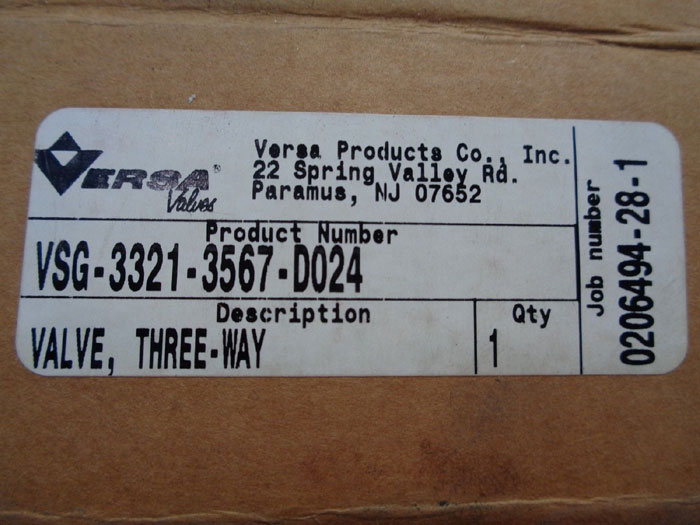 VERSA®
Valves
Versa Products Co., Inc.
22 Spring Valley Rd.
Paramus, NJ 07652
Product Number
VSG-3321-3567-D024
Description
VALVE, THREE-WAY
Qty
1
Job number
0206494-28-1